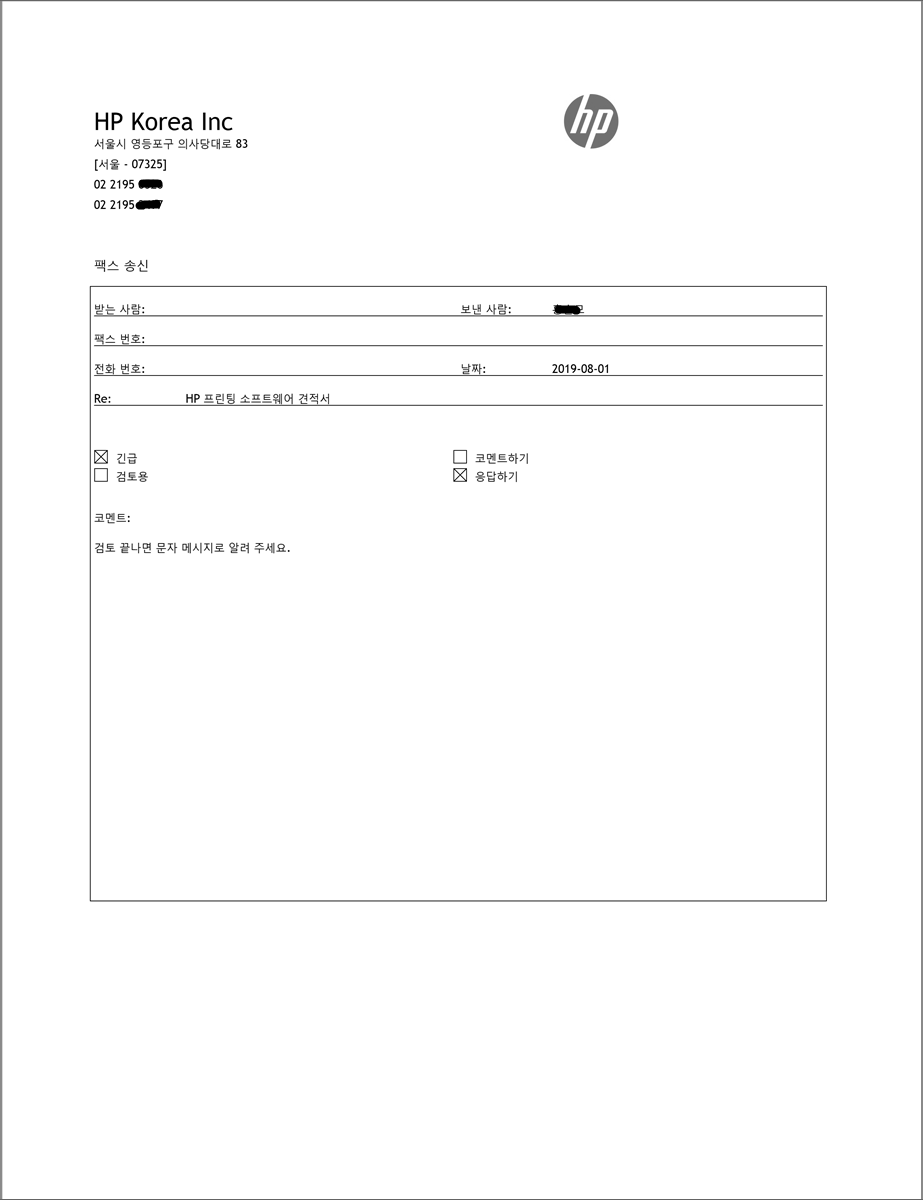 HP Korea Inc
hp
서울시 영등포구 의사당대로 83
[서울 - 07325]
02 2195
02 2195
팩스 송신
받는 사람: 보낸 사람:
팩스 번호:
전화 번호: 날짜: 2019-08-01
Re: HP 프린팅 소프트웨어 견적서
긴급 코멘트하기
검토용 응답하기
코멘트:
검토 끝나면 문자 메시지로 알려 주세요.